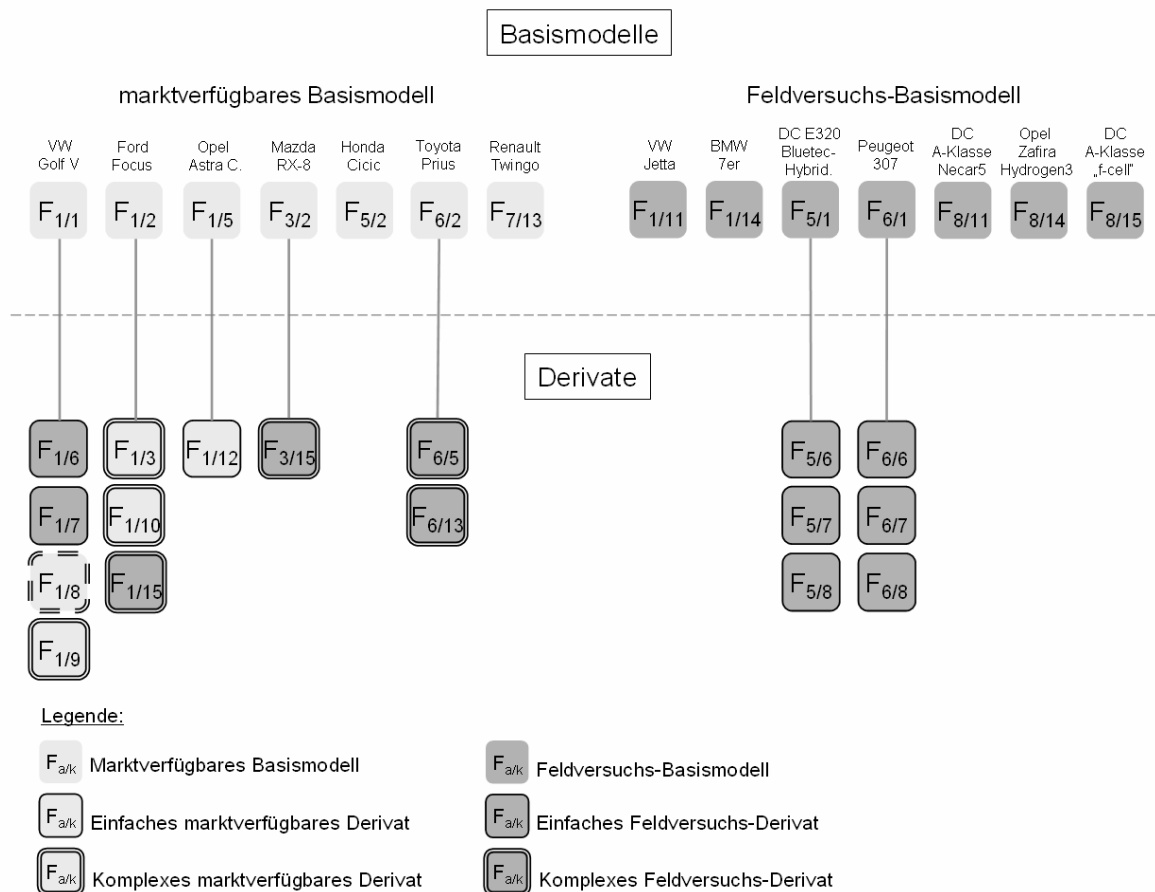 Basismodelle
marktverfügbares Basismodell
Feldversuchs-Basismodell
VW
Golf V
Ford
Focus
Opel
Astra C.
Mazda
RX-8
Honda
Cicic
Toyota
Prius
Renault
Twingo
VW
Jetta
BMW
7er
DC E320
Bluetec-
Hybrid.
Peugeot
307
DC
A-Klasse
Necar5
Opel
Zafira
Hydrogen3
DC
A-Klasse
„f-cell"
F1/1
F1/2
F1/5
F3/2
F5/2
F6/2
F7/13
F1/11
F1/14
F5/1
F6/1
F8/11
F8/14
F8/15
Derivate
F1/6
F1/3
F1/12
F3/15
F6/5
F5/6
F6/6
F1/7
F1/10
F6/13
F5/7
F6/7
F1/8
F1/15
F5/8
F6/8
F1/9
Legende:
Fa/k Marktverfügbares Basismodell
Fa/k Feldversuchs-Basismodell
Fa/k Einfaches marktverfügbares Derivat
Fa/k Einfaches Feldversuchs-Derivat
Fa/k Komplexes marktverfügbares Derivat
Fa/k Komplexes Feldversuchs-Derivat